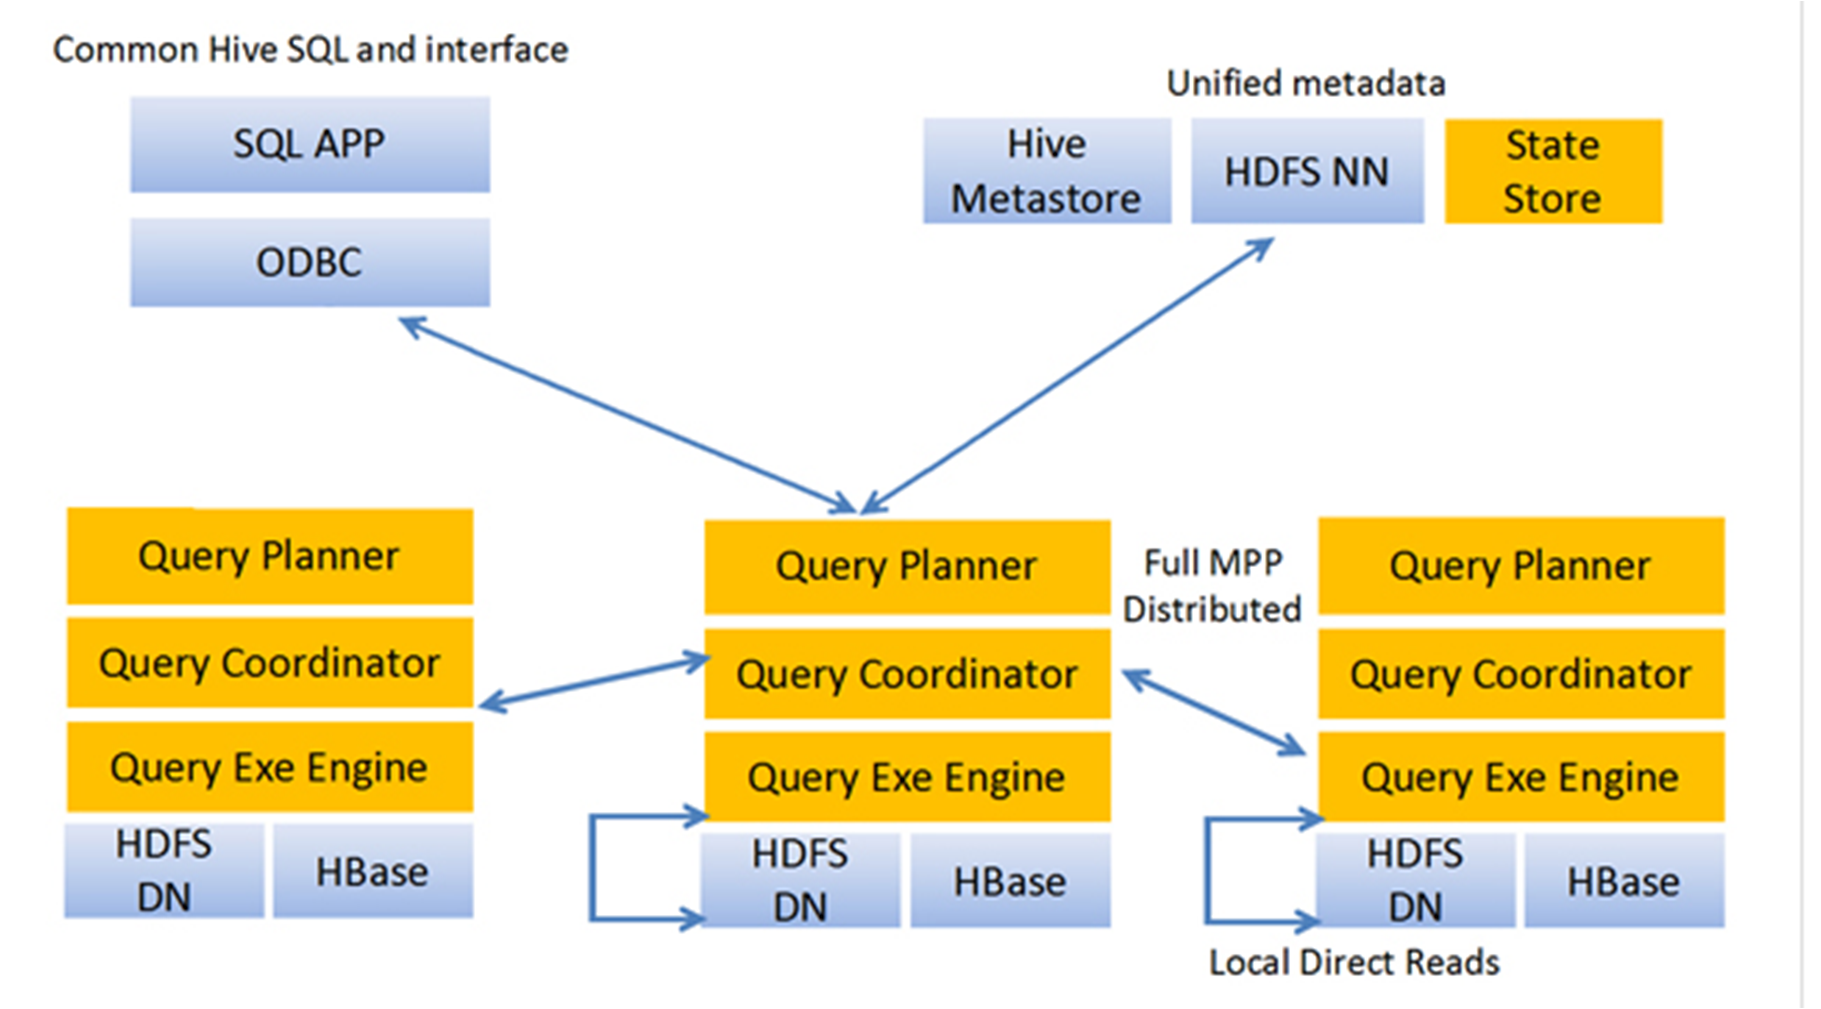 Common Hive SQL and interface
SQL APP
ODBC
Unified metadata
Hive
Metastore
HDFS NN
State
Store
Query Planner
Query Coordinator
Query Exe Engine
HDFS
DN
HBase
Query Planner
Query Coordinator
Query Exe Engine
HDFS
DN
HBase
Full MPP
Distributed
Query Planner
Query Coordinator
Query Exe Engine
HDFS
DN
HBase
Local Direct Reads